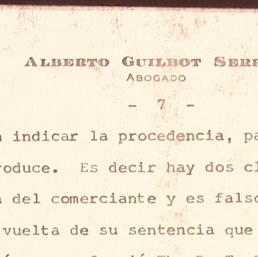 ALBERTO GUILBOT SER
ABOGADO
- 7 -
indicar la procedencia, pa
roduce. Es decir hay dos cl
del comerciante y es falso
vuelta de su sentencia que